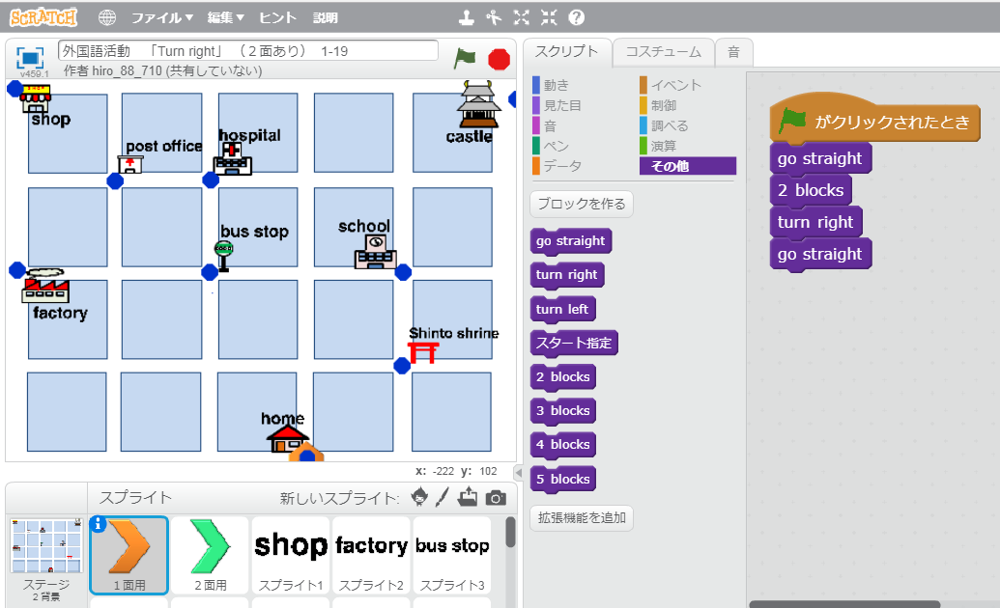 SCRATCH
ファイル▼ 編集▼ ヒント 説明
v459.1
外国語活動 「Turn right」 （２面あり） 1-19
作者 hiro_88_710 (共有していない)
shop
post office
hospital
castle
bus stop
school
factory
Shinto shrine
home
x: -222 y: 102
スプライト
新しいスプライト:
ステージ
2 背景
１面用
２面用
shop
スプライト1
factory
スプライト2
bus stop
スプライト3
スクリプト
コスチューム
音
動き
見た目
音
ペン
データ
イベント
制御
調べる
演算
その他
ブロックを作る
go straight
turn right
turn left
スタート指定
2 blocks
3 blocks
4 blocks
5 blocks
拡張機能を追加
がクリックされたとき
go straight
2 blocks
turn right
go straight